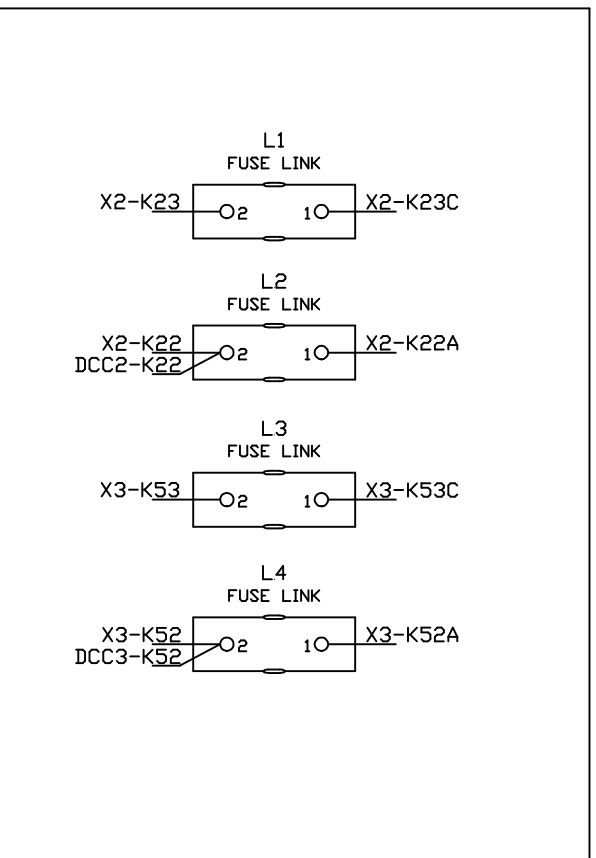 L1
FUSE LINK
X2-K23 2 1 X2-K23C
L2
FUSE LINK
X2-K22 2 1 X2-K22A
DCC2-K22
L3
FUSE LINK
X3-K53 2 1 X3-K53C
L4
FUSE LINK
X3-K52 2 1 X3-K52A
DCC3-K52